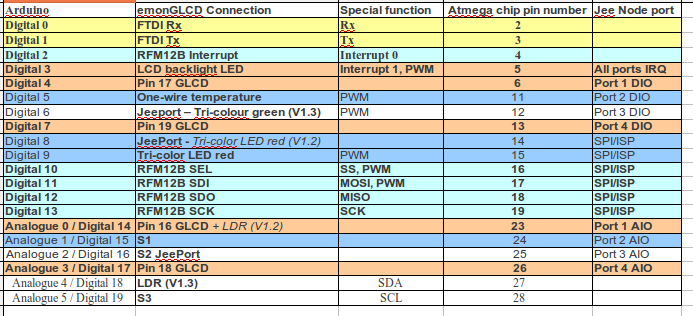 Arduino emonGLCD Connection Special function Atmega chip pin number Jee Node port
Digital 0 FTDI Rx Rx 2
Digital 1 FTDI Tx Tx 3
Digital 2 RFM12B Interrupt Interrupt 0 4
Digital 3 LCD backlight LED Interrupt 1, PWM 5 All ports IRQ
Digital 4 Pin 17 GLCD 6 Port 1 DIO
Digital 5 One-wire temperature PWM 11 Port 2 DIO
Digital 6 Jeeport – Tri-colour green (V1.3) PWM 12 Port 3 DIO
Digital 7 Pin 19 GLCD 13 Port 4 DIO
Digital 8 JeePort - Tri-color LED red (V1.2) 14 SPI/ISP
Digital 9 Tri-color LED red PWM 15 SPI/ISP
Digital 10 RFM12B SEL SS, PWM 16 SPI/ISP
Digital 11 RFM12B SDI MOSI, PWM 17 SPI/ISP
Digital 12 RFM12B SDO MISO 18 SPI/ISP
Digital 13 RFM12B SCK SCK 19 SPI/ISP
Analogue 0 / Digital 14 Pin 16 GLCD + LDR (V1.2) 23 Port 1 AIO
Analogue 1 / Digital 15 S1 24 Port 2 AIO
Analogue 2 / Digital 16 S2 JeePort 25 Port 3 AIO
Analogue 3 / Digital 17 Pin 18 GLCD 26 Port 4 AIO
Analogue 4 / Digital 18 LDR (V1.3) SDA 27
Analogue 5 / Digital 19 S3 SCL 28